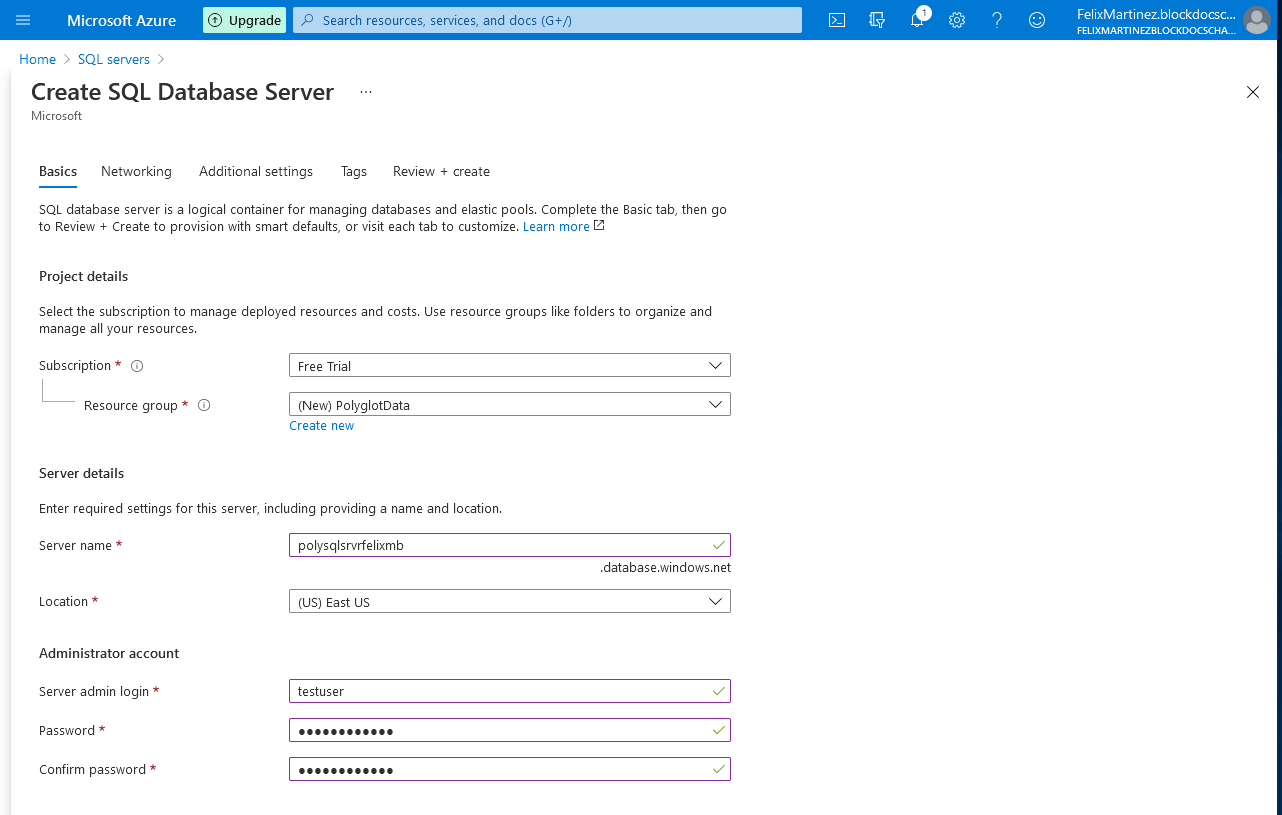 Microsoft Azure
Upgrade
Search resources, services, and docs (G+/)
1
FelixMartinez.blockdocsc...
FELIXMARTINEZBLOCKDOCSCHA...
Home > SQL servers >
Create SQL Database Server ...
Microsoft
Basics Networking Additional settings Tags Review + create
SQL database server is a logical container for managing databases and elastic pools. Complete the Basic tab, then go
to Review + Create to provision with smart defaults, or visit each tab to customize. Learn more
Project details
Select the subscription to manage deployed resources and costs. Use resource groups like folders to organize and
manage all your resources.
Subscription * Free Trial
Resource group * (New) PolyglotData
Create new
Server details
Enter required settings for this server, including providing a name and location.
Server name * polysqlsrvrfelixmb
.database.windows.net
Location * (US) East US
Administrator account
Server admin login * testuser
Password * ●●●●●●●●●●●●
Confirm password * ●●●●●●●●●●●●